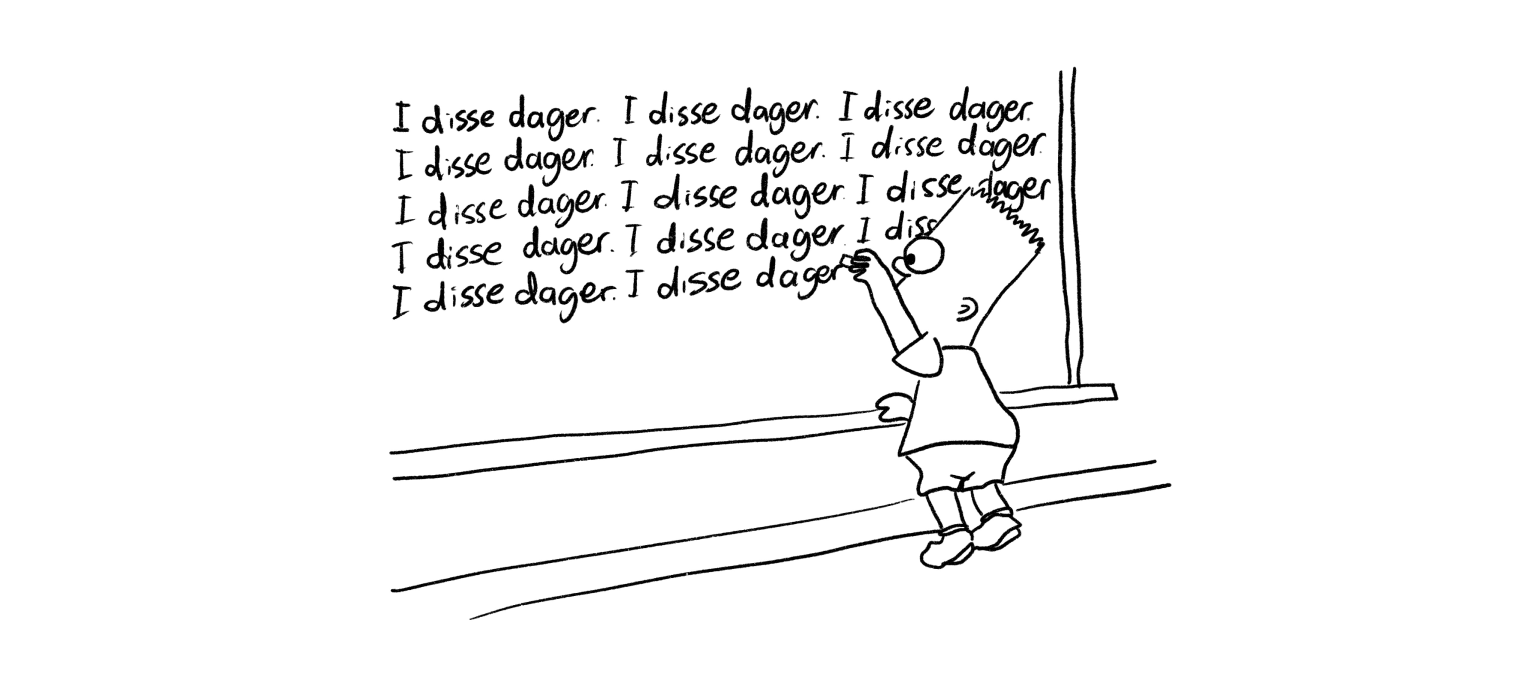 I disse dager. I disse dager. I disse dager.
I disse dager. I disse dager. I disse dager.
I disse dager. I disse dager. I disse dager
I disse dager. I disse dager. I diss
I disse dager. I disse dager